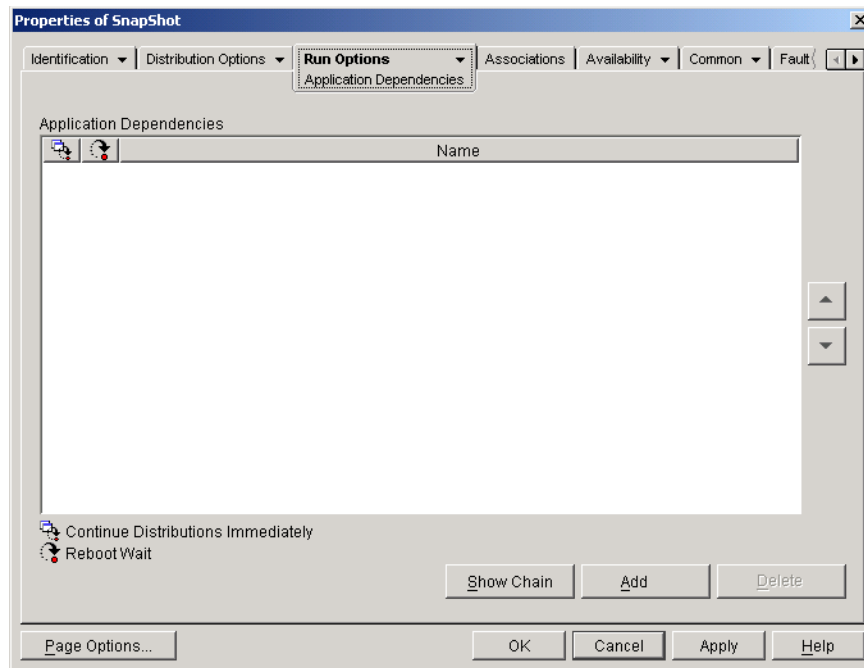 Properties of SnapShot
Identification Distribution Options Run Options Associations Availability Common Fault
Application Dependencies
Application Dependencies
Name
Continue Distributions Immediately
Reboot Wait
Show Chain Add Delete
Page Options... OK Cancel Apply Help